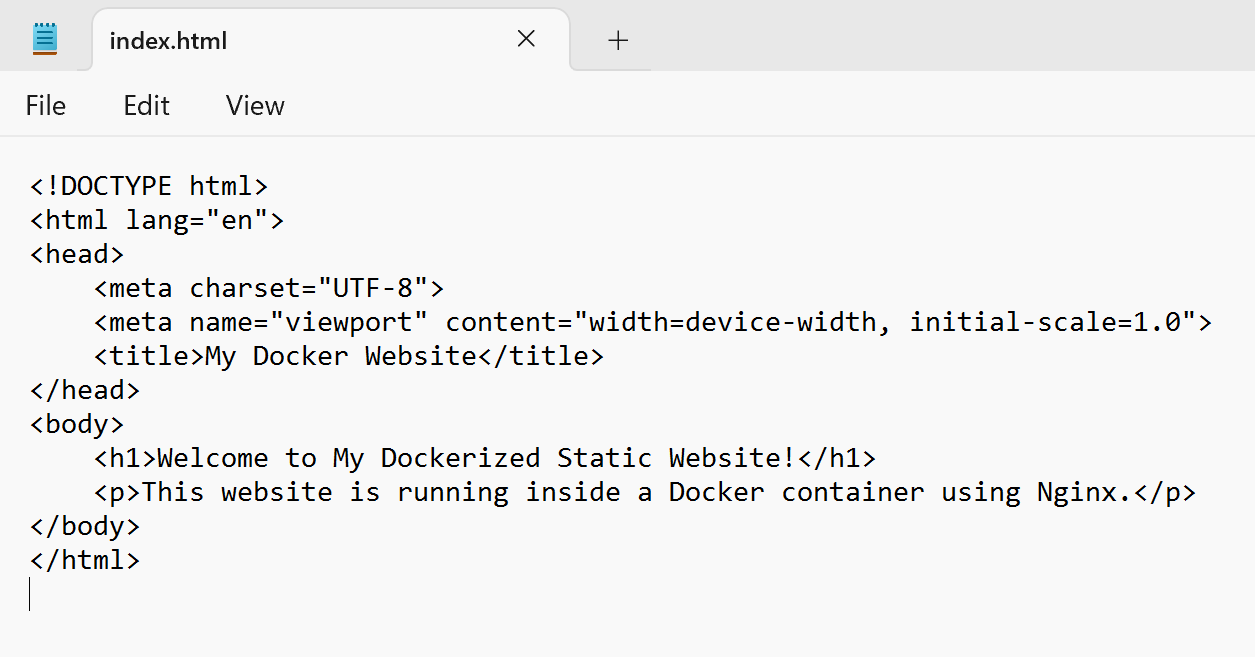 index.html
File Edit View
<!DOCTYPE html>
<html lang="en">
<head>
    <meta charset="UTF-8">
    <meta name="viewport" content="width=device-width, initial-scale=1.0">
    <title>My Docker Website</title>
</head>
<body>
    <h1>Welcome to My Dockerized Static Website!</h1>
    <p>This website is running inside a Docker container using Nginx.</p>
</body>
</html>